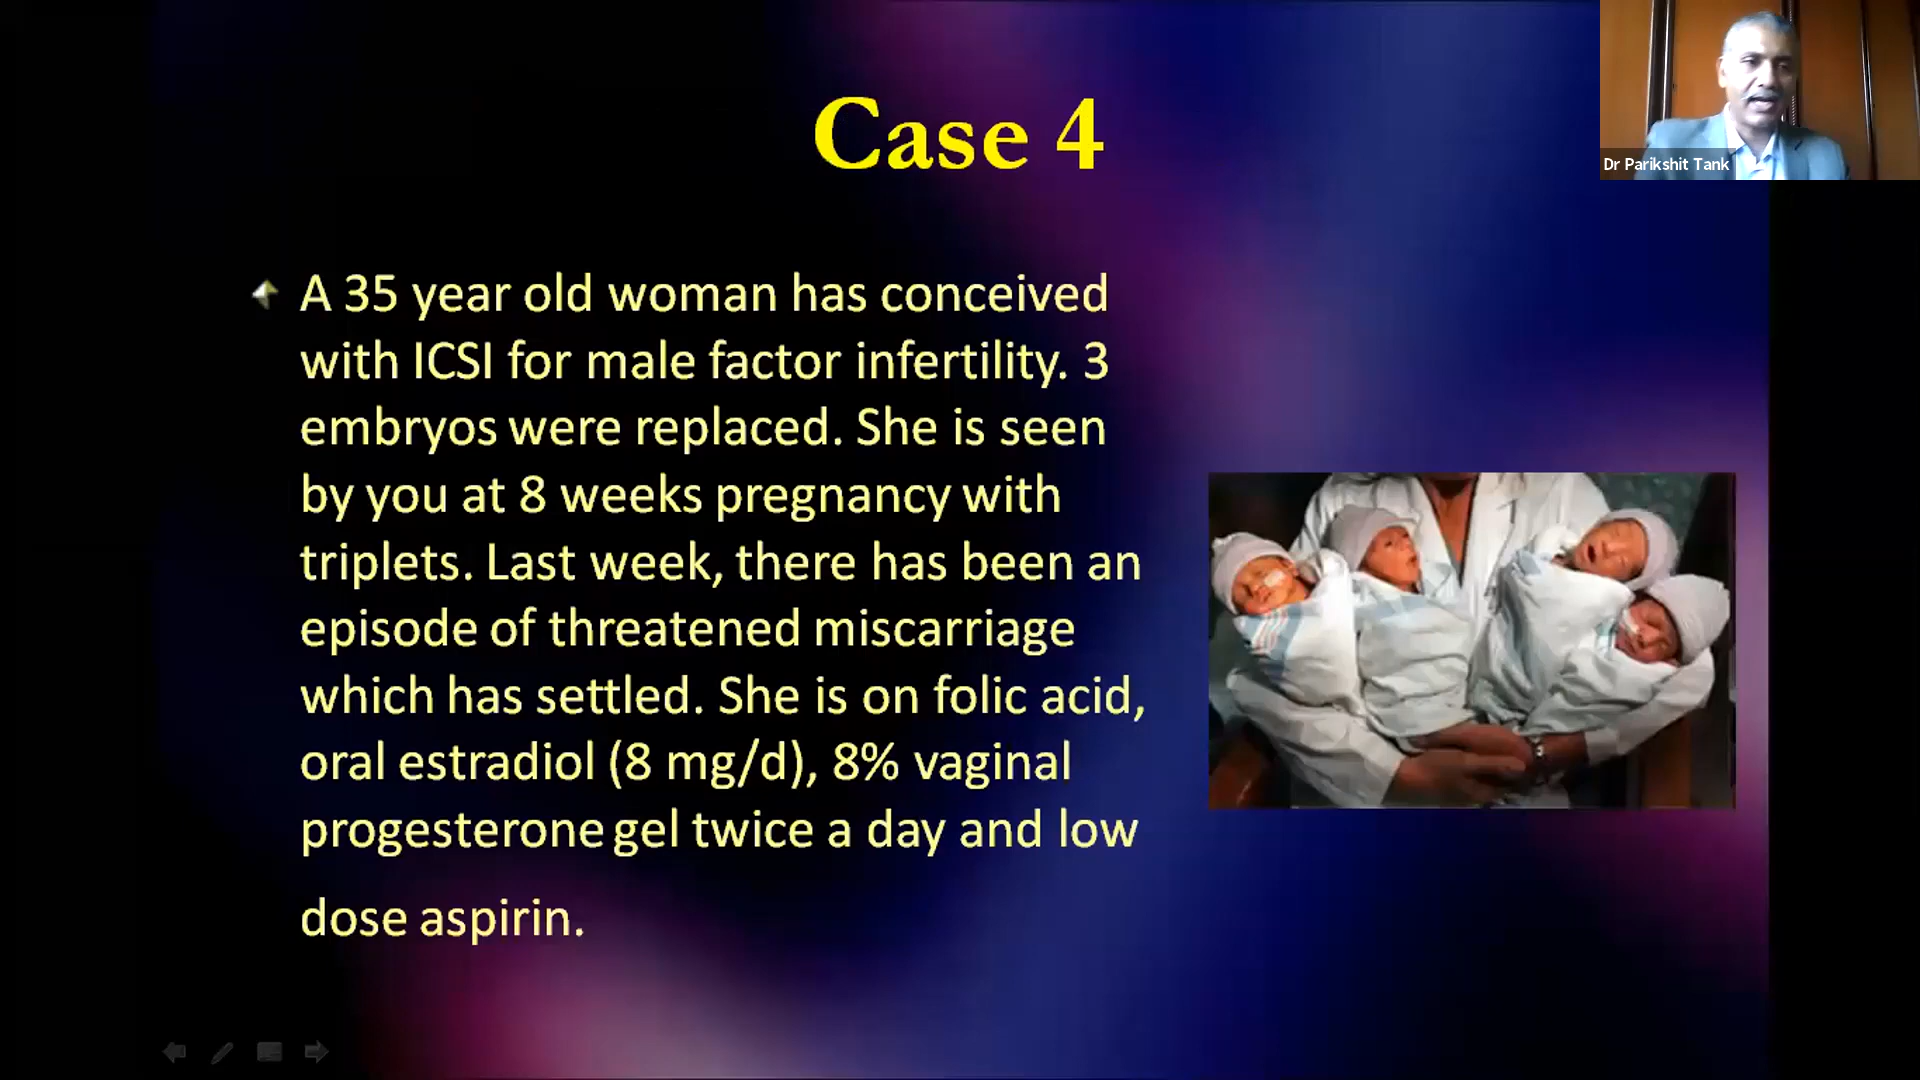 Case 4
Dr Parikshit Tank
A 35 year old woman has conceived
with ICSI for male factor infertility. 3
embryos were replaced. She is seen
by you at 8 weeks pregnancy with
triplets. Last week, there has been an
episode of threatened miscarriage
which has settled. She is on folic acid,
oral estradiol (8 mg/d), 8% vaginal
progesterone gel twice a day and low
dose aspirin.